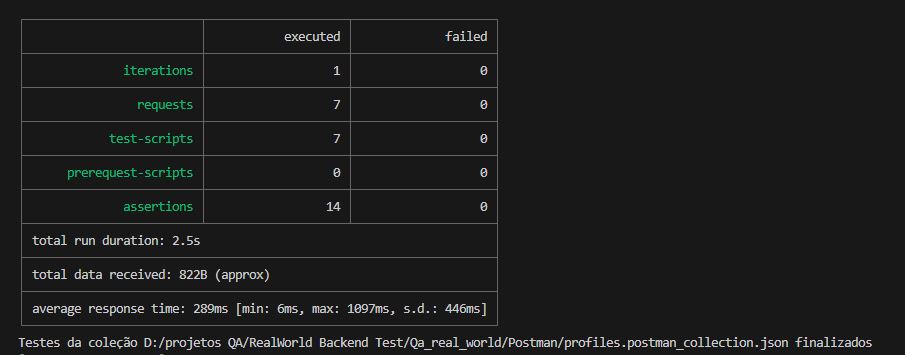 executed failed
iterations 1 0
requests 7 0
test-scripts 7 0
prerequest-scripts 0 0
assertions 14 0
total run duration: 2.5s
total data received: 822B (approx)
average response time: 289ms [min: 6ms, max: 1097ms, s.d.: 446ms]
Testes da coleção D:/projetos QA/RealWorld Backend Test/Qa_real_world/Postman/profiles.postman_collection.json finalizados